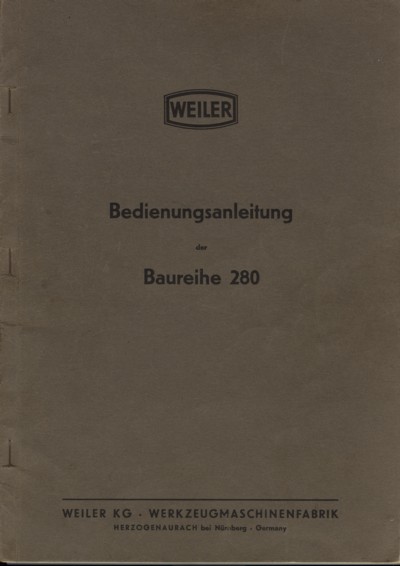 WEILER
Bedienungsanleitung
der
Baureihe 280
WEILER KG · WERKZEUGMASCHINENFABRIK
HERZOGENAURACH bei Nürnberg - Germany